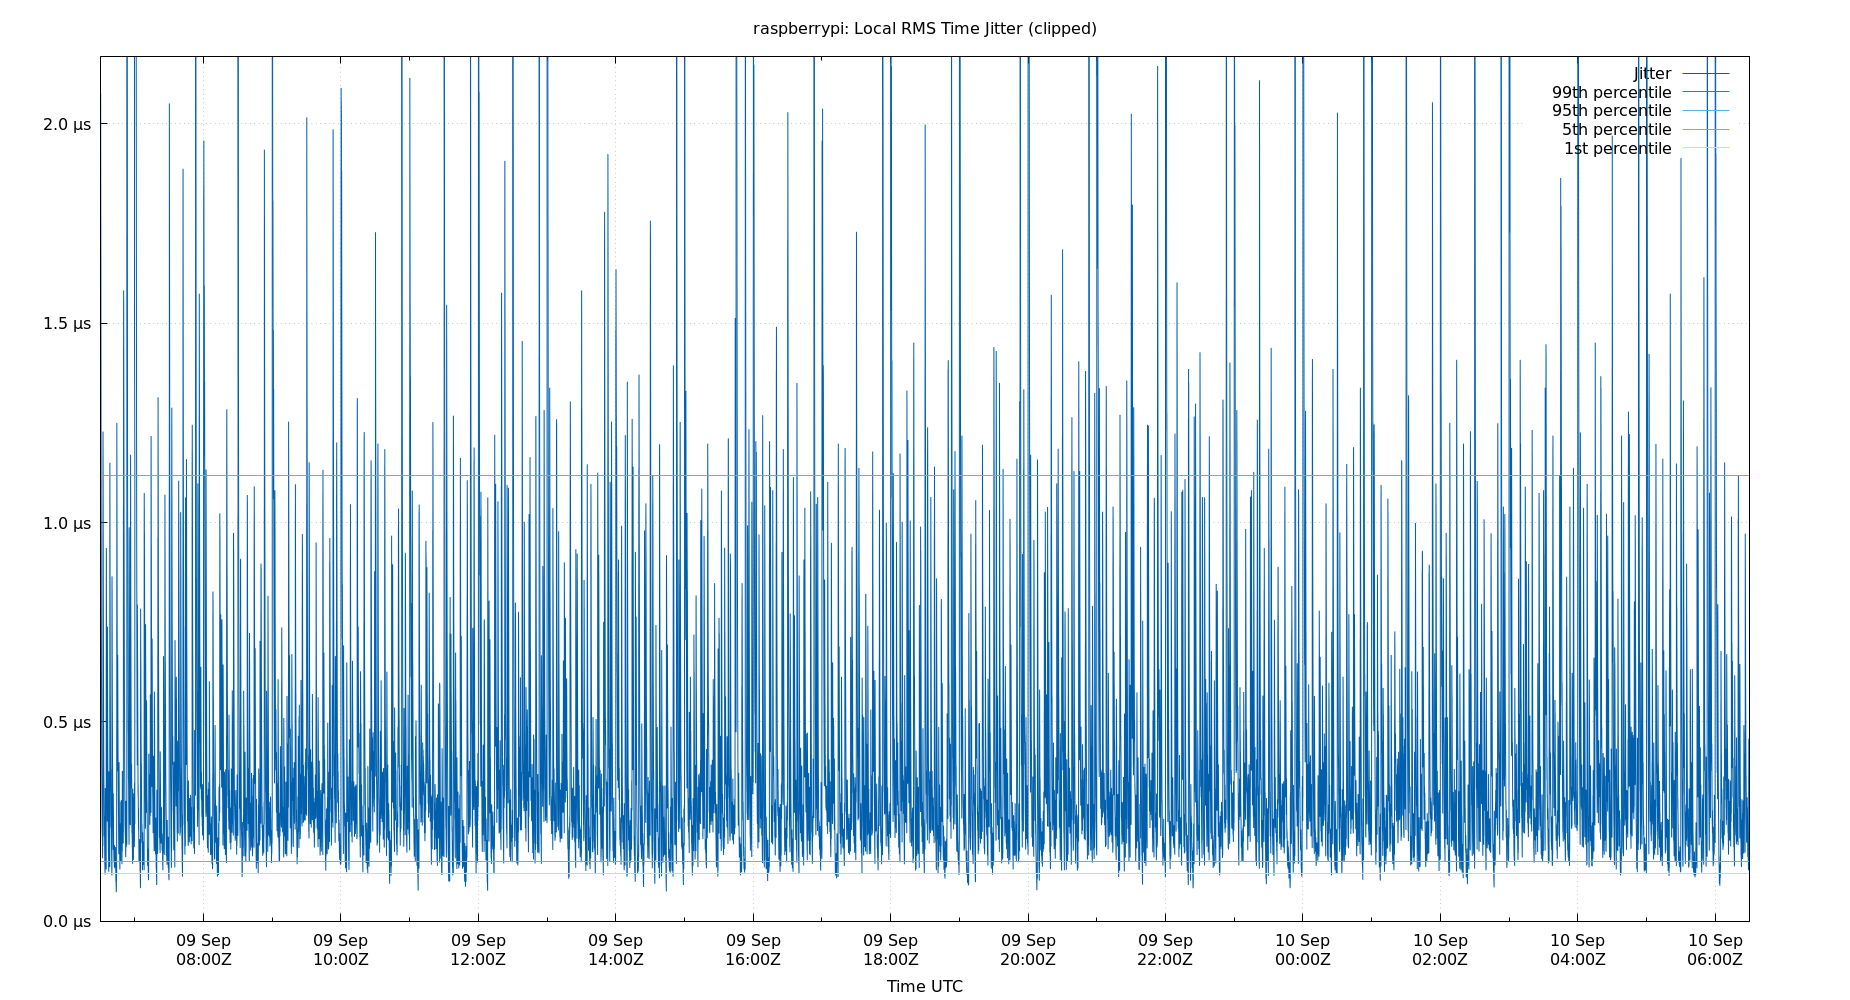 raspberrypi: Local RMS Time Jitter (clipped)
Jitter
99th percentile
95th percentile
5th percentile
1st percentile
2.0 µs
1.5 µs
1.0 µs
0.5 µs
0.0 µs
09 Sep 09 Sep 09 Sep 09 Sep 09 Sep 09 Sep 09 Sep 09 Sep 10 Sep 10 Sep 10 Sep 10 Sep
08:00Z 10:00Z 12:00Z 14:00Z 16:00Z 18:00Z 20:00Z 22:00Z 00:00Z 02:00Z 04:00Z 06:00Z
Time UTC